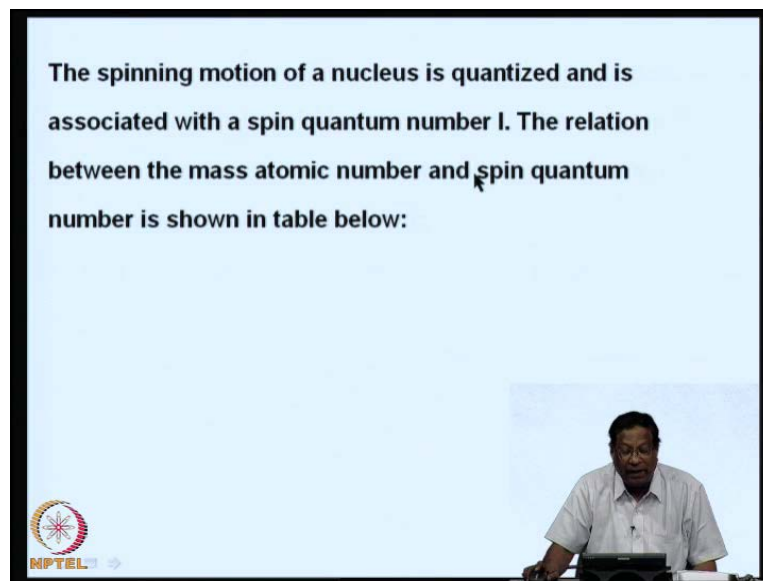 The spinning motion of a nucleus is quantized and is
associated with a spin quantum number I. The relation
between the mass atomic number and spin quantum
number is shown in table below:
NPTEL